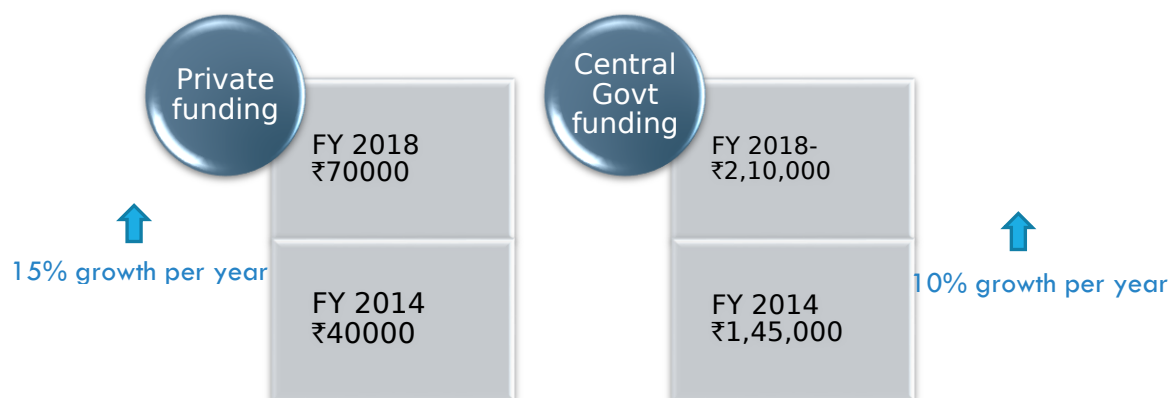 Private
funding
FY 2018
₹70000
15% growth per year
FY 2014
₹40000
Central
Govt
funding
FY 2018-
₹2,10,000
10% growth per year
FY 2014
₹1,45,000